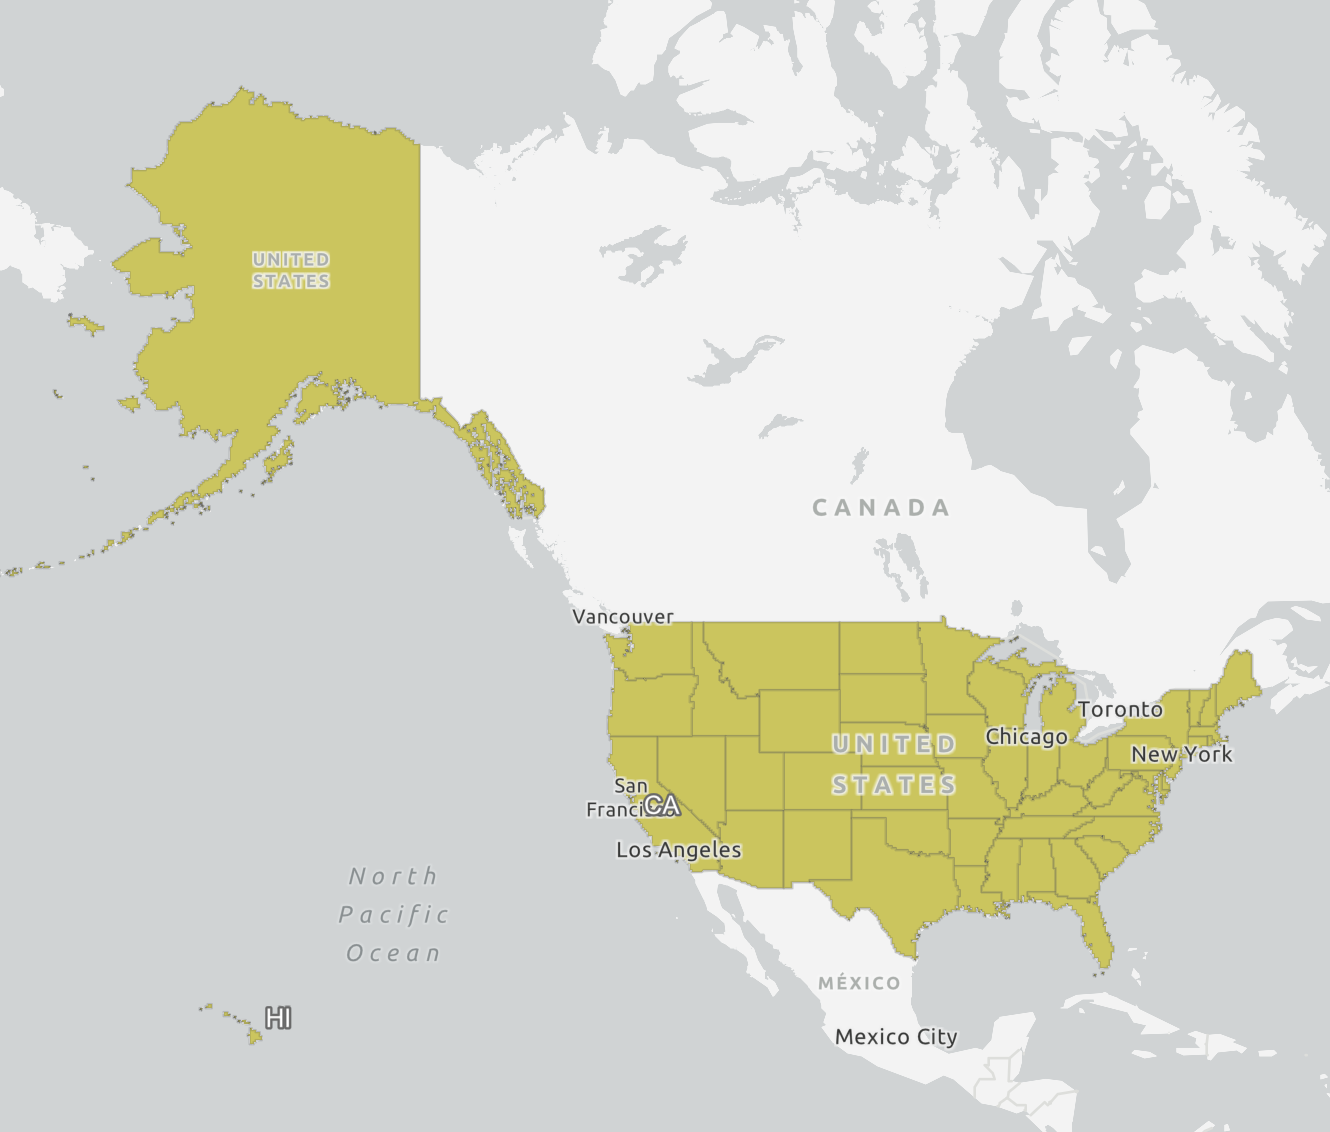 UNITED
STATES
CANADA
Vancouver
Toronto
Chicago
UNITED
STATES
New York
San
Francisco
CA
Los Angeles
North
Pacific
Ocean
MÉXICO
HI
Mexico City